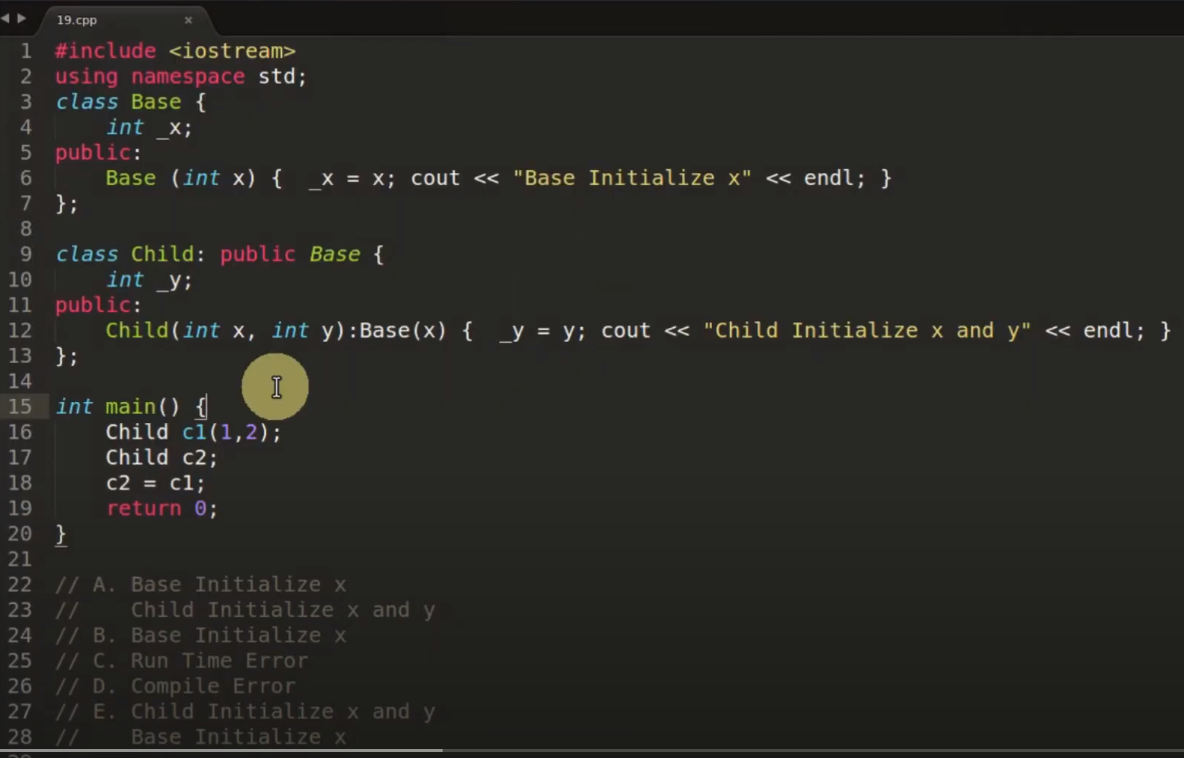 19.cpp ×
1 #include <iostream>
2 using namespace std;
3 class Base {
4     int _x;
5 public:
6     Base (int x) {  _x = x; cout << "Base Initialize x" << endl; }
7 };
8
9 class Child: public Base {
10     int _y;
11 public:
12     Child(int x, int y):Base(x) {  _y = y; cout << "Child Initialize x and y" << endl; }
13 };
14
15 int main() {
16     Child c1(1,2);
17     Child c2;
18     c2 = c1;
19     return 0;
20 }
21
22 // A. Base Initialize x
23 //    Child Initialize x and y
24 // B. Base Initialize x
25 // C. Run Time Error
26 // D. Compile Error
27 // E. Child Initialize x and y
28 //    Base Initialize x